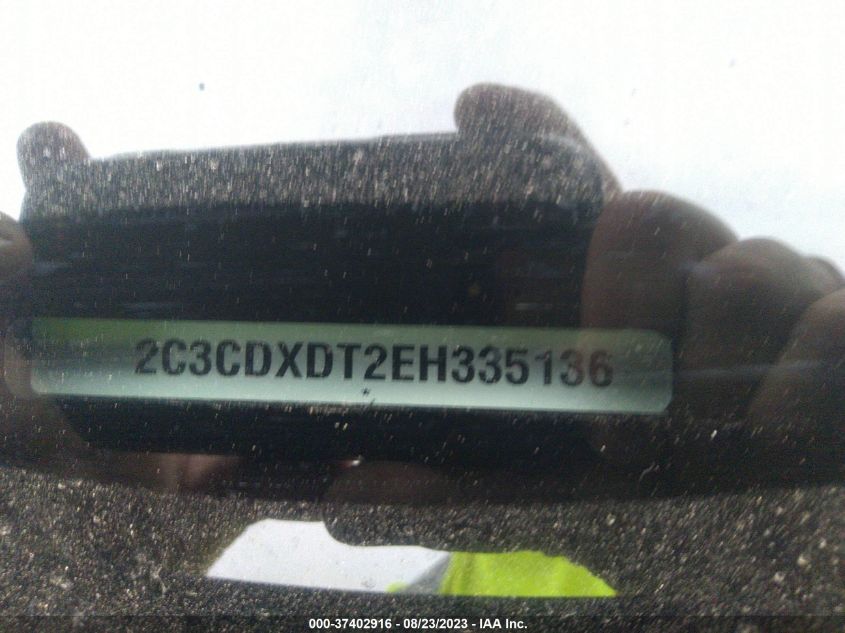 2C3CDXDT2EH335136
000-37402916 - 08/23/2023 - IAA Inc.